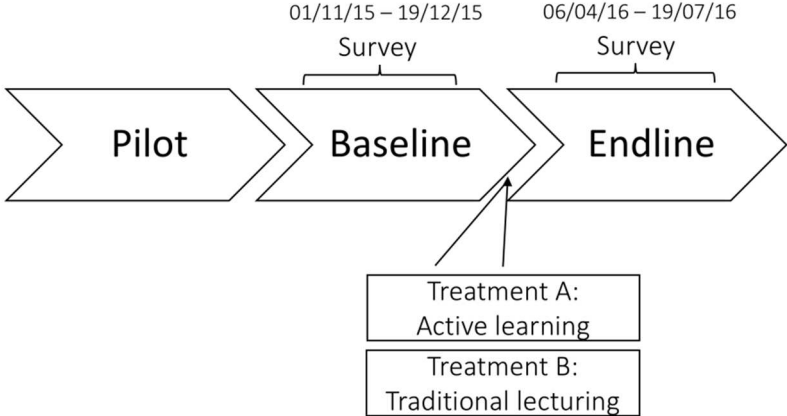 01/11/15 – 19/12/15
Survey
06/04/16 – 19/07/16
Survey
Pilot
Baseline
Endline
Treatment A:
Active learning
Treatment B:
Traditional lecturing